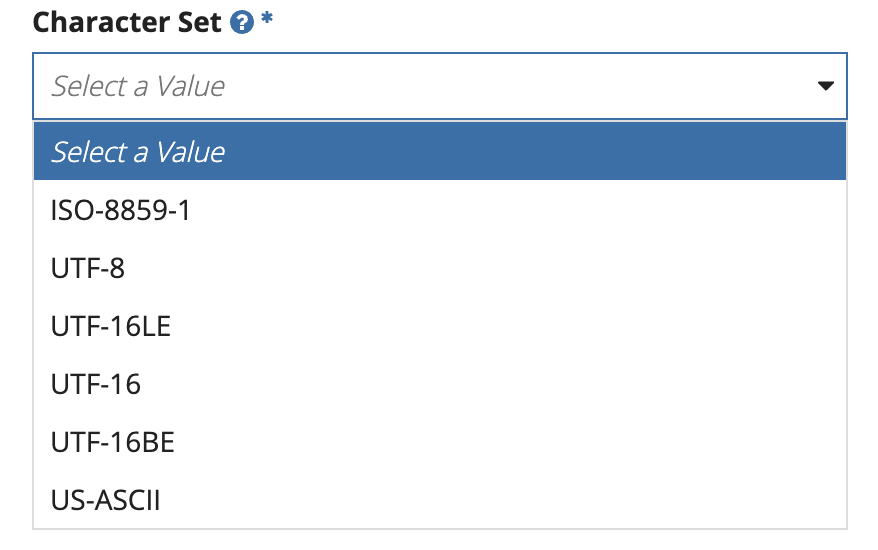 Character Set ? *
Select a Value
Select a Value
ISO-8859-1
UTF-8
UTF-16LE
UTF-16
UTF-16BE
US-ASCII